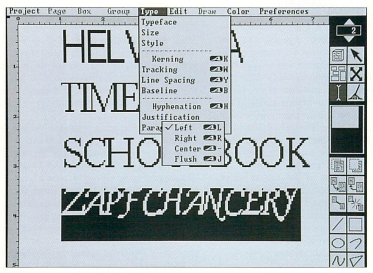 Project Page Box Group Type Edit Draw Color Preferences
Typeface
Size
Style
Kerning K
Tracking W
Line Spacing V
Baseline B
Hyphenation H
Justification
Para
✓ Left L
Right R
Center -
Flush J
HELV A
TIME
SCHO BOOK
ZAPF CHANCERY
2